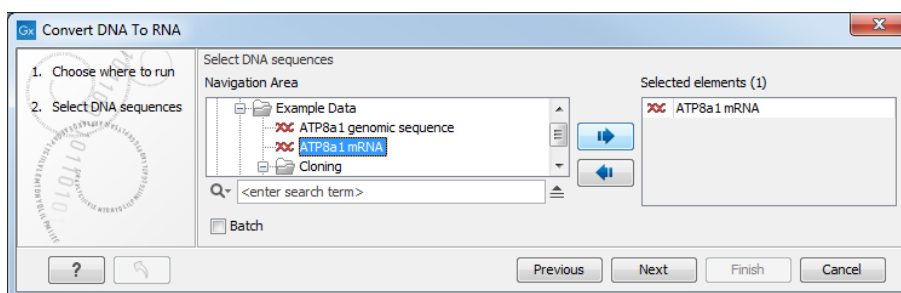 Gx Convert DNA To RNA
X
1. Choose where to run
2. Select DNA sequences
Select DNA sequences
Navigation Area
Example Data
ATP8a1 genomic sequence
ATP8a1 mRNA
Cloning
<enter search term>
Batch
Selected elements (1)
ATP8a1 mRNA
?
Previous
Next
Finish
Cancel